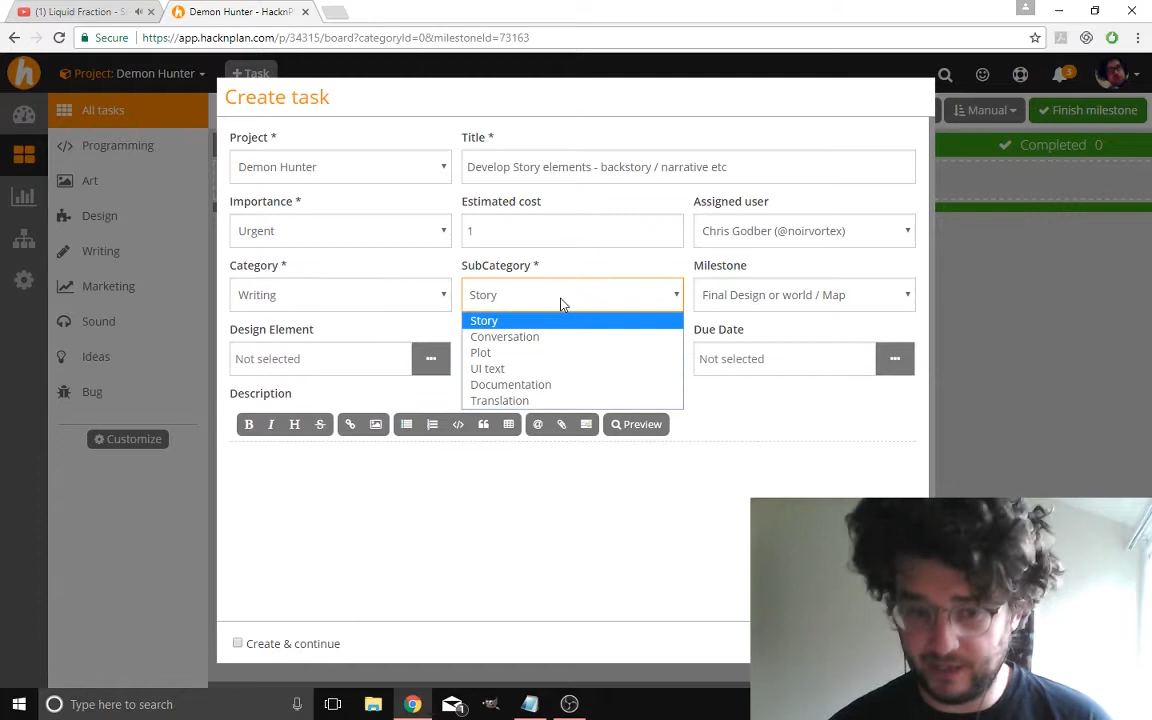 (1) Liquid Fraction - S
Demon Hunter - HacknP
Secure
https://app.hacknplan.com/p/34315/board?categoryId=0&milestoneId=73163
Project: Demon Hunter
+ Task
3
Create task
All tasks
Manual
Finish milestone
Project *
Title *
Completed 0
Programming
Demon Hunter
Develop Story elements - backstory / narrative etc
Art
Importance *
Estimated cost
Assigned user
Design
Urgent
1
Chris Godber (@noirvortex)
Writing
Category *
SubCategory *
Milestone
Marketing
Writing
Story
Final Design or world / Map
Sound
Story
Design Element
Conversation
Due Date
Ideas
Not selected
Plot
Not selected
UI text
Bug
Description
Documentation
Translation
Customize
B I H S
Preview
Create & continue
Type here to search
1